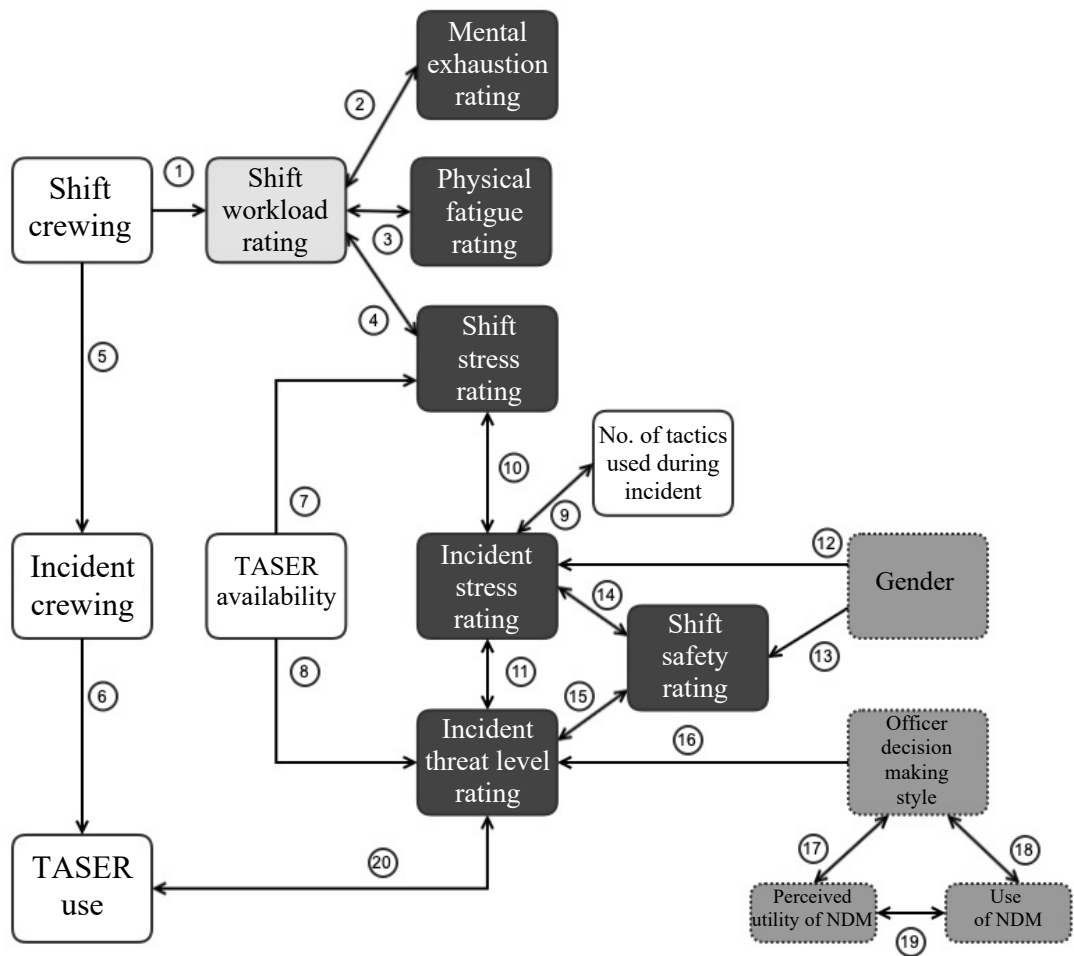 Mental
exhaustion
rating
2
1
Shift
crewing
Shift
workload
rating
Physical
fatigue
rating
3
4
Shift
stress
rating
5
No. of tactics
used during
incident
10
7
9
12
Incident
crewing
TASER
availability
Incident
stress
rating
Gender
14
Shift
safety
rating
13
6
8
11
15
16
Incident
threat level
rating
Officer
decision
making
style
17
18
TASER
use
20
Perceived
utility of NDM
Use
of NDM
19